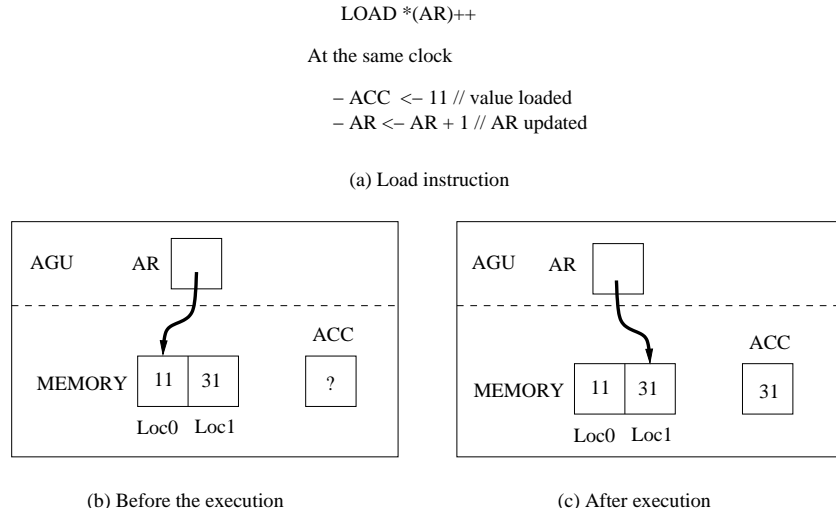 LOAD *(AR)++
At the same clock
− ACC <− 11 // value loaded
− AR <− AR + 1 // AR updated
(a) Load instruction
AGU AR
ACC
MEMORY 11 31 ?
Loc0 Loc1
(b) Before the execution
AGU AR
ACC
MEMORY 11 31 31
Loc0 Loc1
(c) After execution